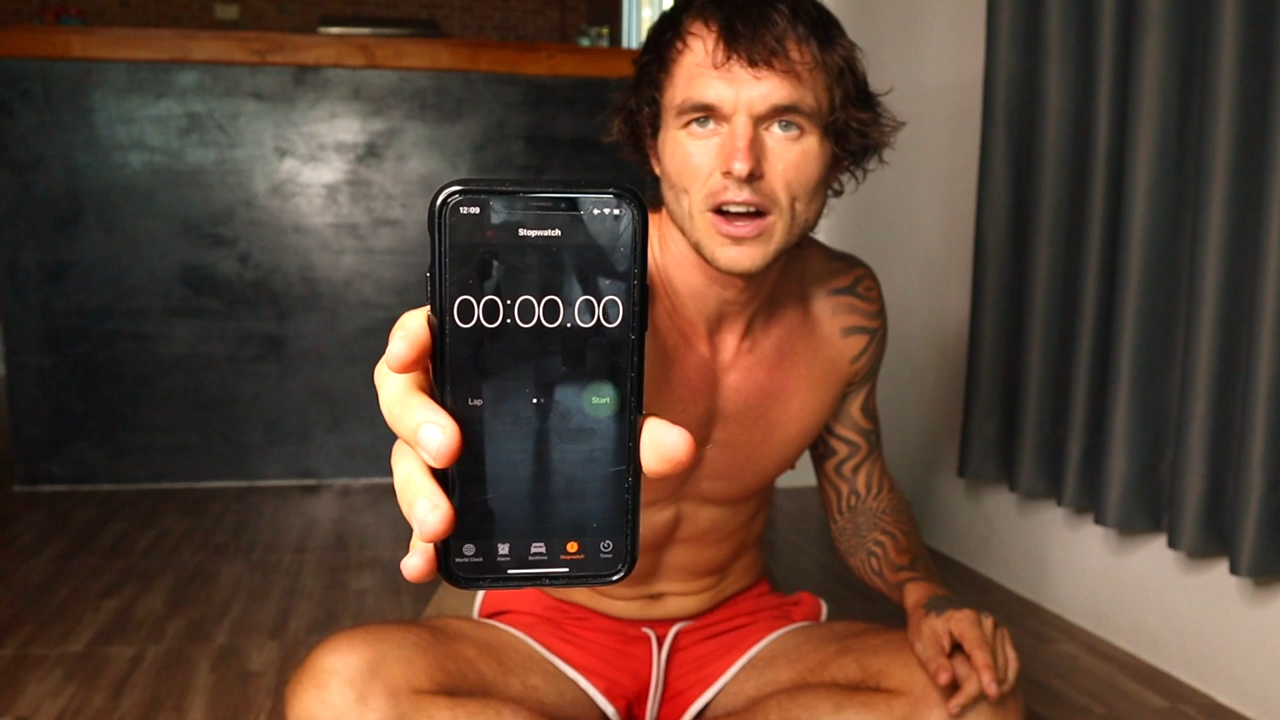 12:09
Stopwatch
00:00.00
Lap
Start
World Clock
Alarm
Bedtime
Stopwatch
Timer